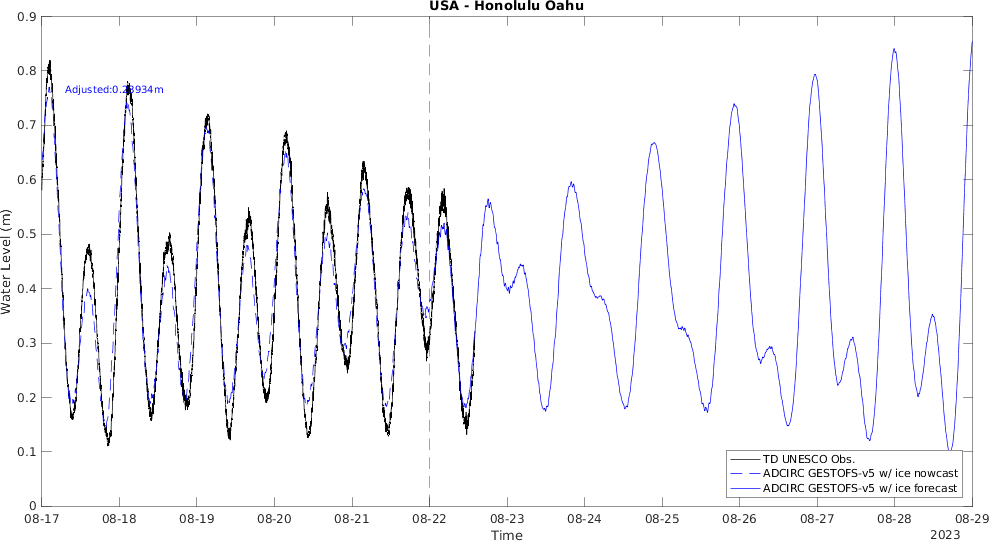 USA - Honolulu Oahu
0.9
0.8
Adjusted:0.23934m
0.7
0.6
0.5
Water Level (m)
0.4
0.3
0.2
0.1
0
TD UNESCO Obs.
ADCIRC GESTOFS-v5 w/ ice nowcast
ADCIRC GESTOFS-v5 w/ ice forecast
08-17 08-18 08-19 08-20 08-21 08-22 08-23 08-24 08-25 08-26 08-27 08-28 08-29
Time
2023